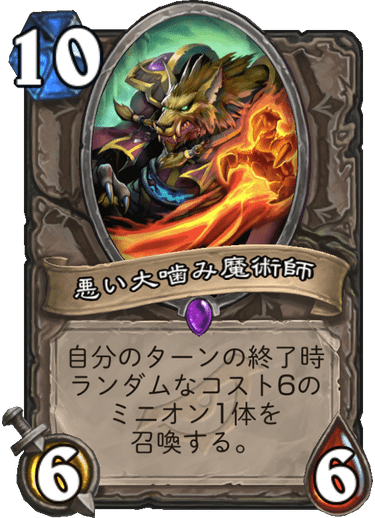 10
悪い大噛み魔術師
自分のターンの終了時
ランダムなコスト6の
ミニオン1体を
召喚する。
6
6